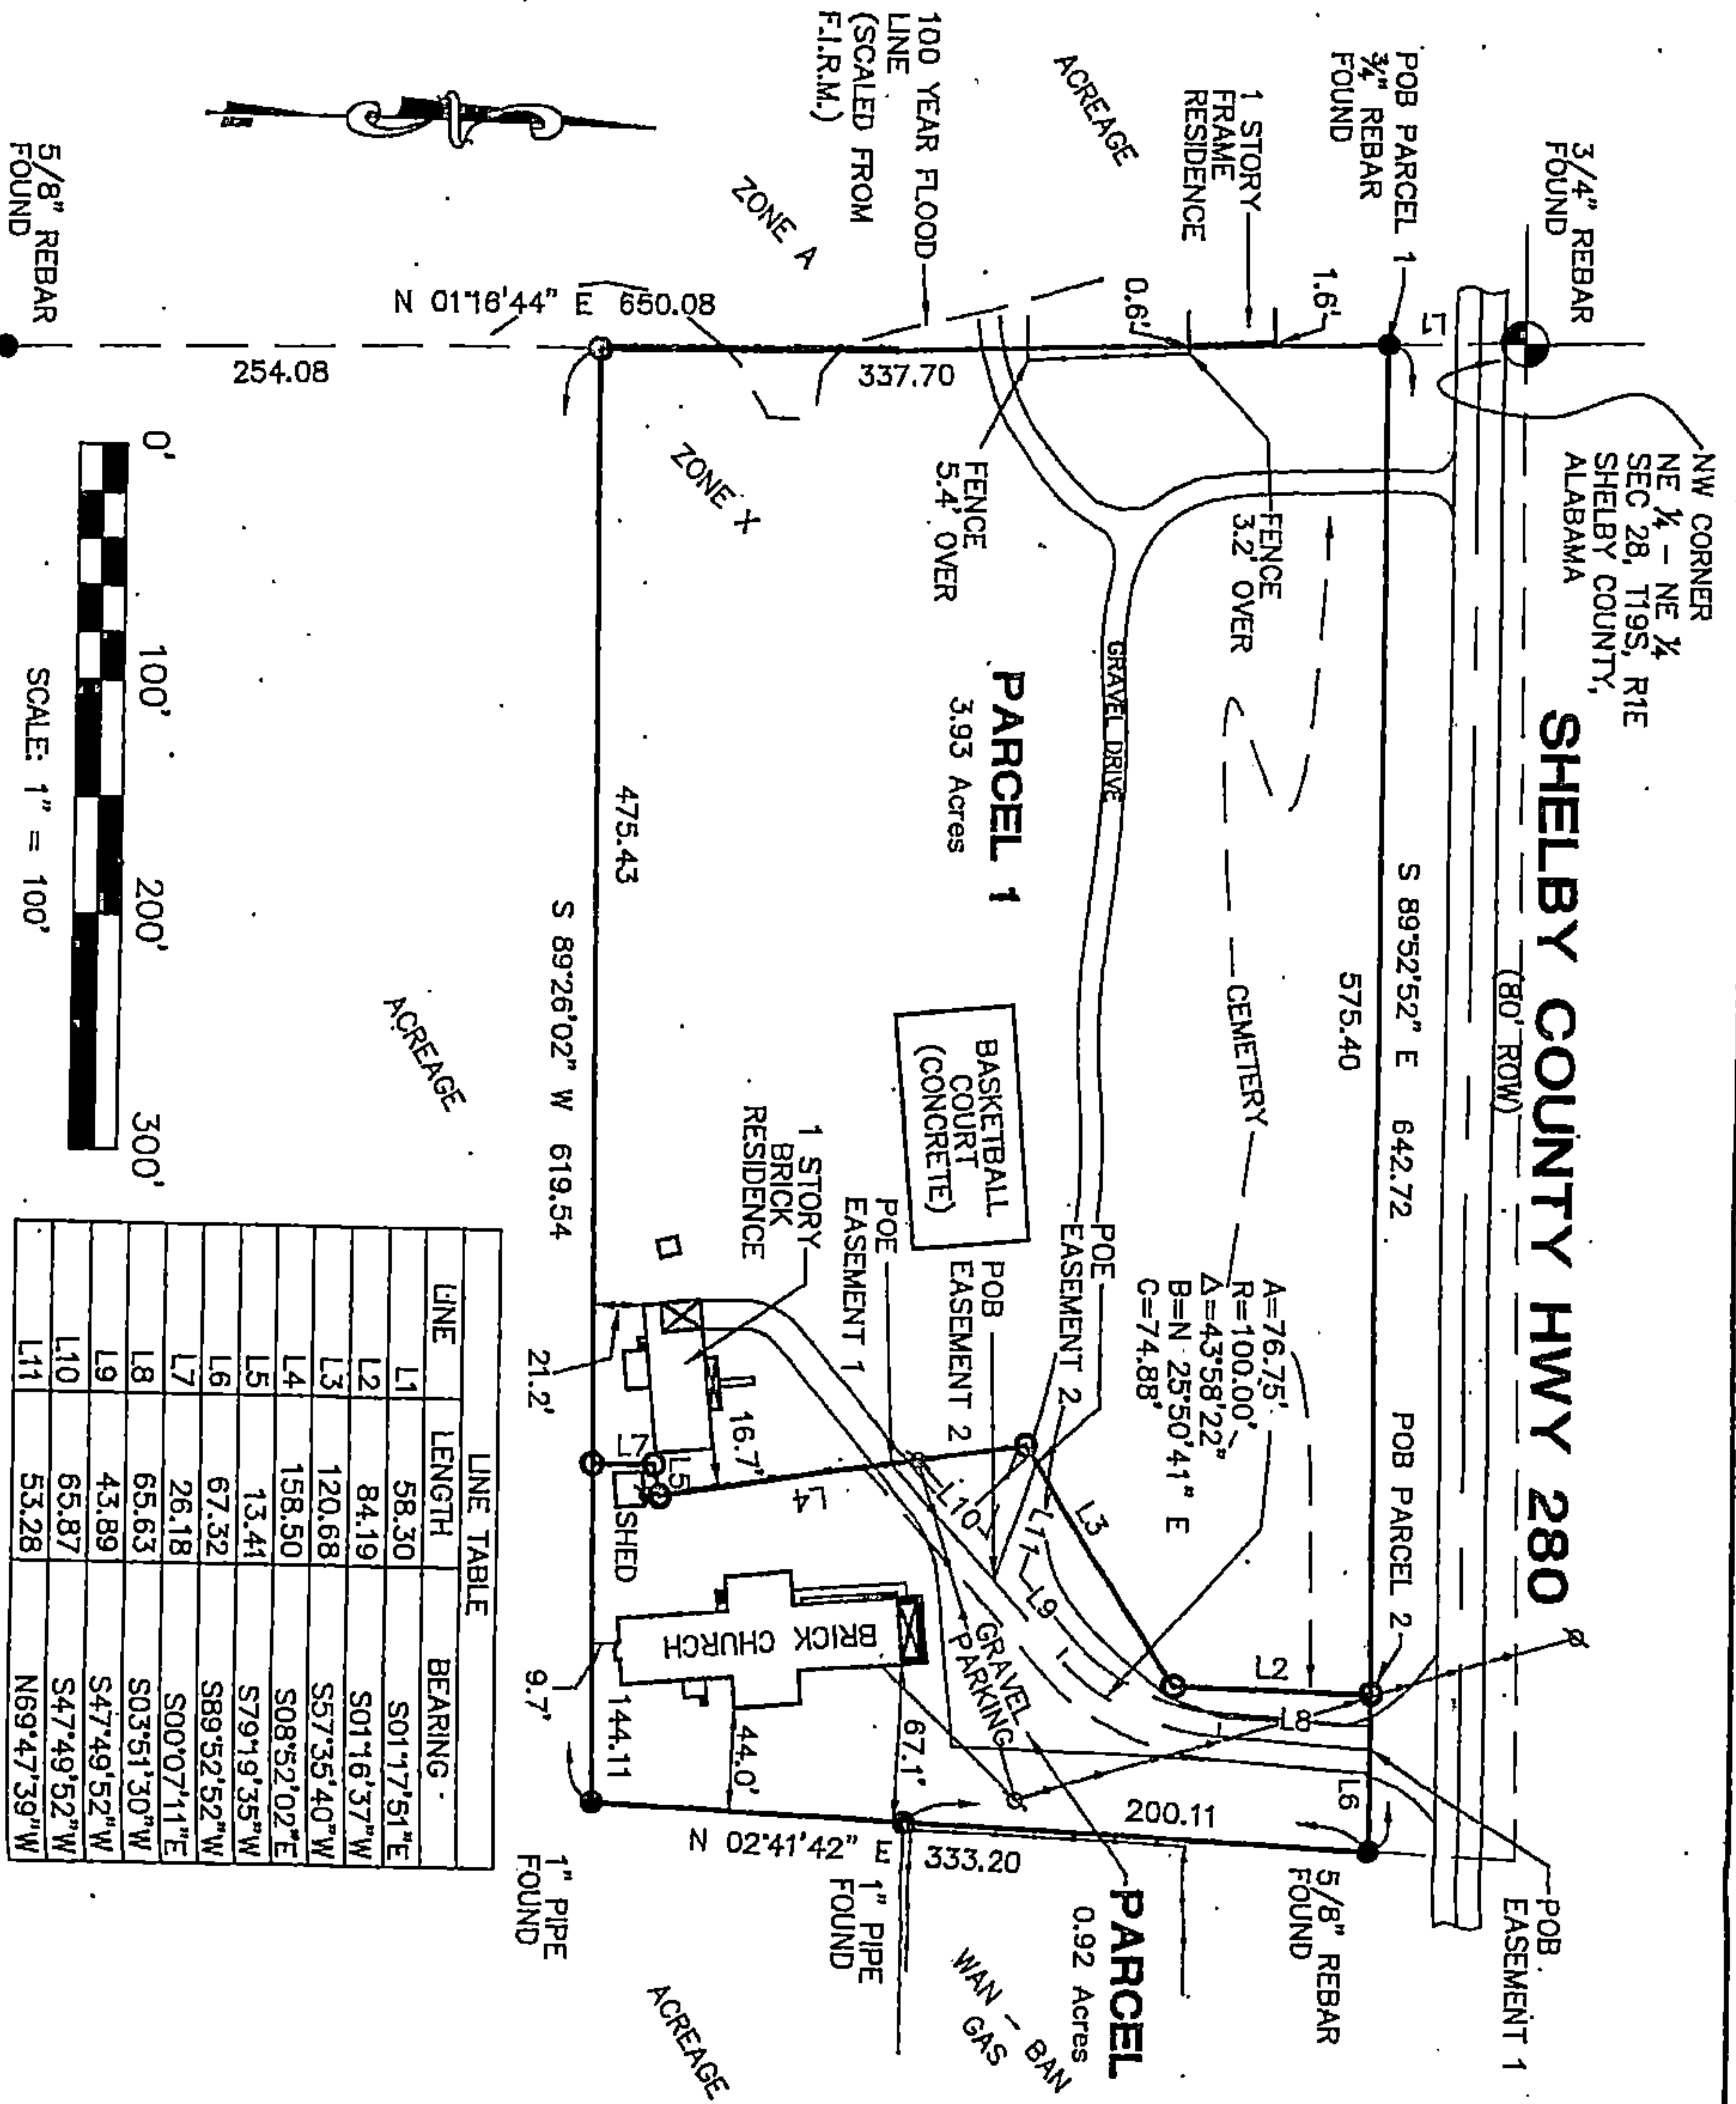 SHELBY COUNTY HWY 280
(80' ROW)
NW CORNER
NE ¼ - NE ¼
SEC 28, T19S, R1E
SHELBY COUNTY,
ALABAMA
3/4" REBAR
FOUND
POB PARCEL 1
¾" REBAR
FOUND
L1
S 89°52'52" E 642.72
575.40
POB PARCEL 2
POB
EASEMENT 1
5/8" REBAR
FOUND
1.6'
1 STORY
FRAME
RESIDENCE
0.6'
FENCE
3.2' OVER
FENCE
5.4' OVER
ACREAGE
100 YEAR FLOOD
LINE
(SCALED FROM
F.I.R.M.)
ZONE A
ZONE X
CEMETERY
GRAVEL DRIVE
PARCEL 1
3.93 Acres
A=76.75'
R=100.00'
Δ=43°58'22"
B=N 25°50'41" E
C=74.88'
L2
L8
L6
L3
L9
L11
L10
L4
POE
EASEMENT 2
POB
EASEMENT 2
POE
EASEMENT 1
BASKETBALL
COURT
(CONCRETE)
1 STORY
BRICK
RESIDENCE
GRAVEL
PARKING
PARCEL
0.92 Acres
WAN - BAN
GAS
200.11
N 02°41'42" E 333.20
1" PIPE
FOUND
67.1'
44.0'
BRICK CHURCH
SHED
16.7'
L5
L7
21.2'
9.7'
144.11
1" PIPE
FOUND
ACREAGE
N 01°16'44" E 650.08
337.70
254.08
5/8" REBAR
FOUND
475.43
S 89°26'02" W 619.54
ACREAGE
0' 100' 200' 300'
SCALE: 1" = 100'
LINE TABLE
LINE LENGTH BEARING
L1 58.30 S01°17'51"E
L2 84.19 S01°16'37"W
L3 120.68 S57°35'40"W
L4 158.50 S08°52'02"E
L5 13.41 S79°19'35"W
L6 67.32 S89°52'52"W
L7 26.18 S00°07'11"E
L8 65.63 S03°51'30"W
L9 43.89 S47°49'52"W
L10 65.87 S47°49'52"W
L11 53.28 N69°47'39"W